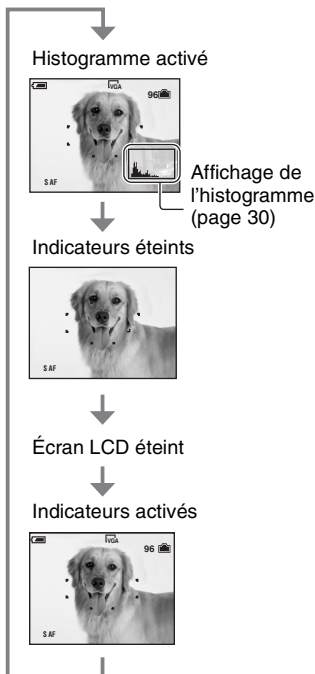 Histogramme activé
VGA
96
S AF
Affichage de
l'histogramme
(page 30)
Indicateurs éteints
S AF
Écran LCD éteint
Indicateurs activés
VGA
96
S AF